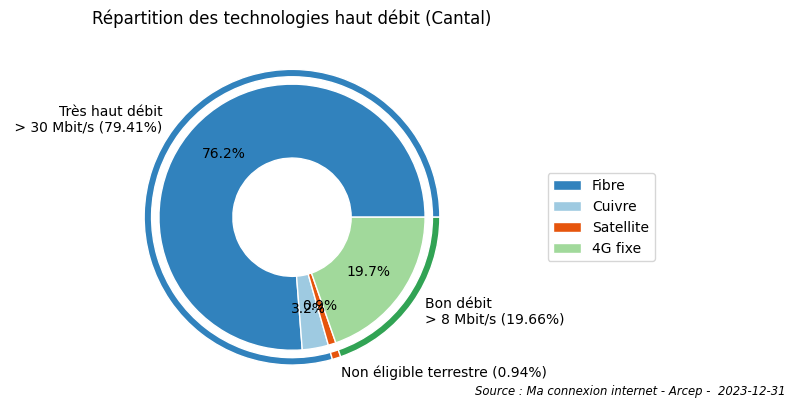 Répartition des technologies haut débit (Cantal)
Très haut débit
> 30 Mbit/s (79.41%)
76.2%
Fibre
Cuivre
Satellite
4G fixe
19.7%
3.2%
0.9%
Bon débit
> 8 Mbit/s (19.66%)
Non éligible terrestre (0.94%)
Source : Ma connexion internet - Arcep - 2023-12-31